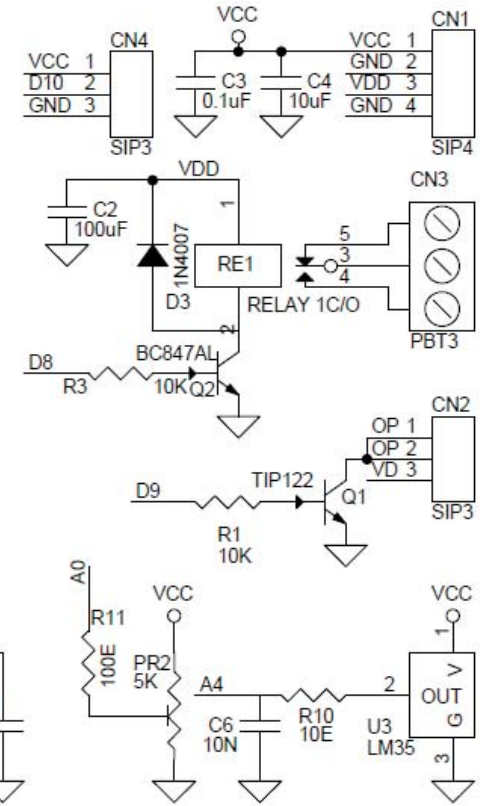 VCC
CN4
CN1
VCC 1
D10 2
GND 3
SIP3
C3
0.1uF
C4
10uF
VCC 1
GND 2
VDD 3
GND 4
SIP4
VDD
CN3
C2
100uF
1N4007
D3
1
RE1
2
RELAY 1C/O
5
3
4
PBT3
D8
R3
10K
BC847AL
Q2
CN2
OP 1
OP 2
VD 3
SIP3
D9
R1
10K
TIP122
Q1
A0
R11
100E
VCC
PR2
5K
A4
C6
10N
R10
10E
VCC
1
2
OUT
V
G
U3
LM35
3